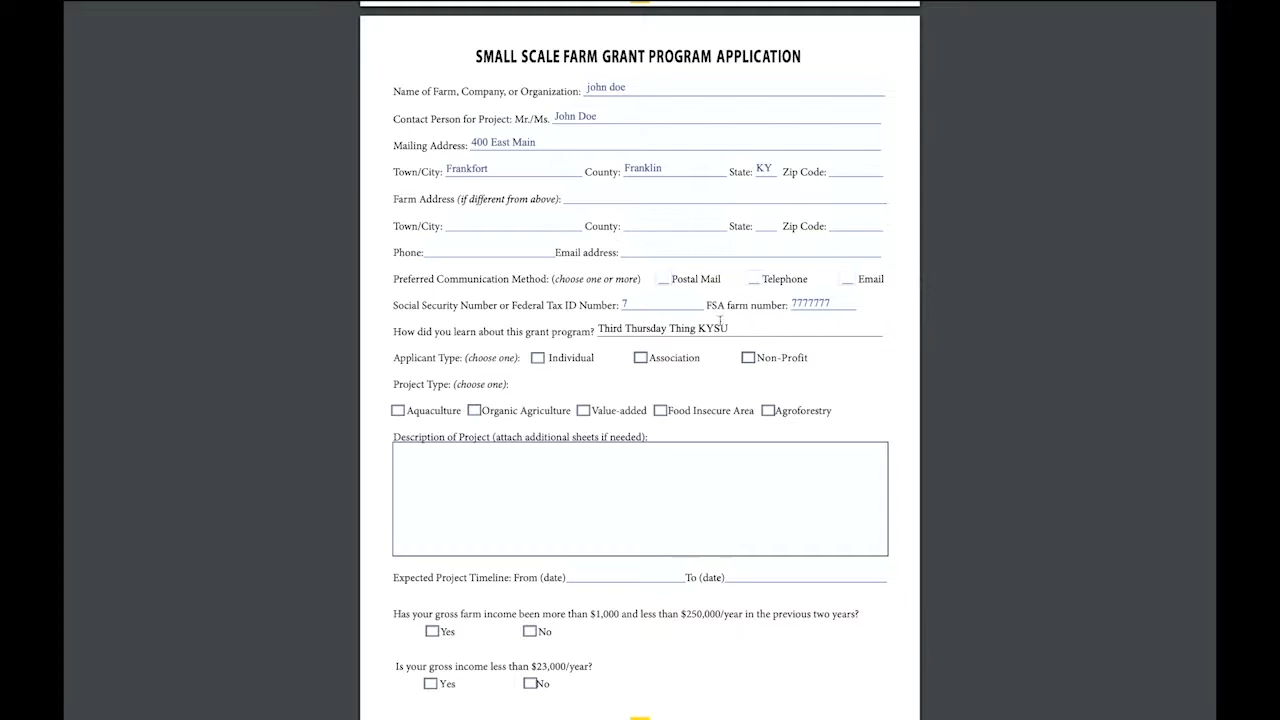 SMALL SCALE FARM GRANT PROGRAM APPLICATION
Name of Farm, Company, or Organization: john doe
Contact Person for Project: Mr./Ms. John Doe
Mailing Address: 400 East Main
Town/City: Frankfort County: Franklin State: KY Zip Code:
Farm Address (if different from above):
Town/City: County: State: Zip Code:
Phone: Email address:
Preferred Communication Method: (choose one or more) Postal Mail Telephone Email
Social Security Number or Federal Tax ID Number: 7 FSA farm number: 7777777
How did you learn about this grant program? Third Thursday Thing KYSU
Applicant Type: (choose one): Individual Association Non-Profit
Project Type: (choose one):
Aquaculture Organic Agriculture Value-added Food Insecure Area Agroforestry
Description of Project (attach additional sheets if needed):
Expected Project Timeline: From (date) To (date)
Has your gross farm income been more than $1,000 and less than $250,000/year in the previous two years?
Yes No
Is your gross income less than $23,000/year?
Yes No